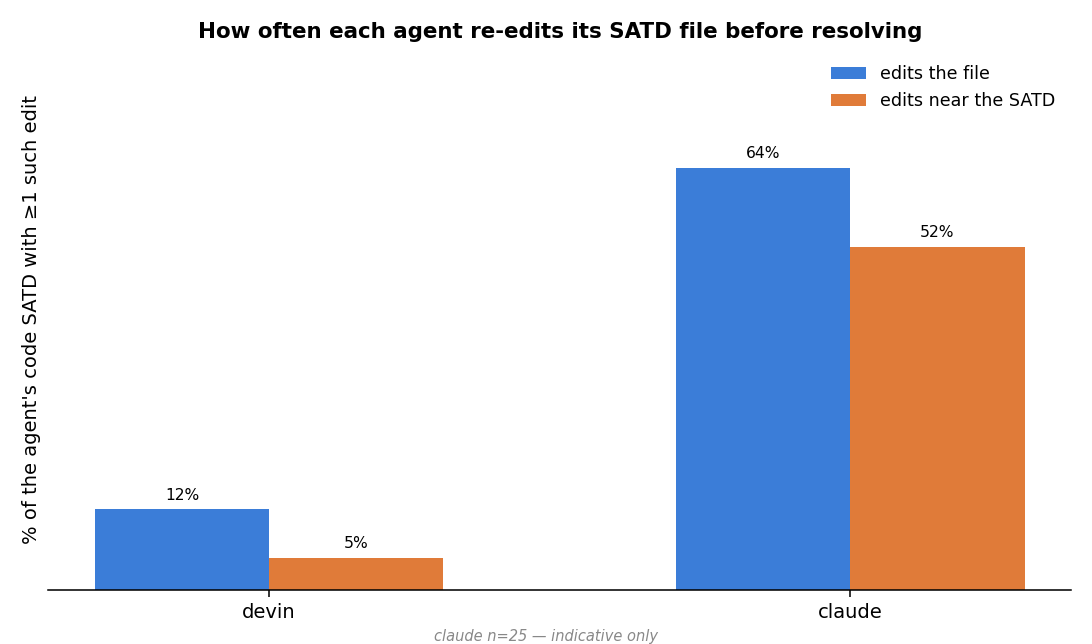 How often each agent re-edits its SATD file before resolving
edits the file
edits near the SATD
% of the agent's code SATD with ≥1 such edit
64%
52%
12%
5%
devin
claude
claude n=25 — indicative only